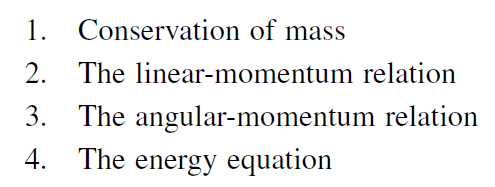 1. Conservation of mass
2. The linear-momentum relation
3. The angular-momentum relation
4. The energy equation